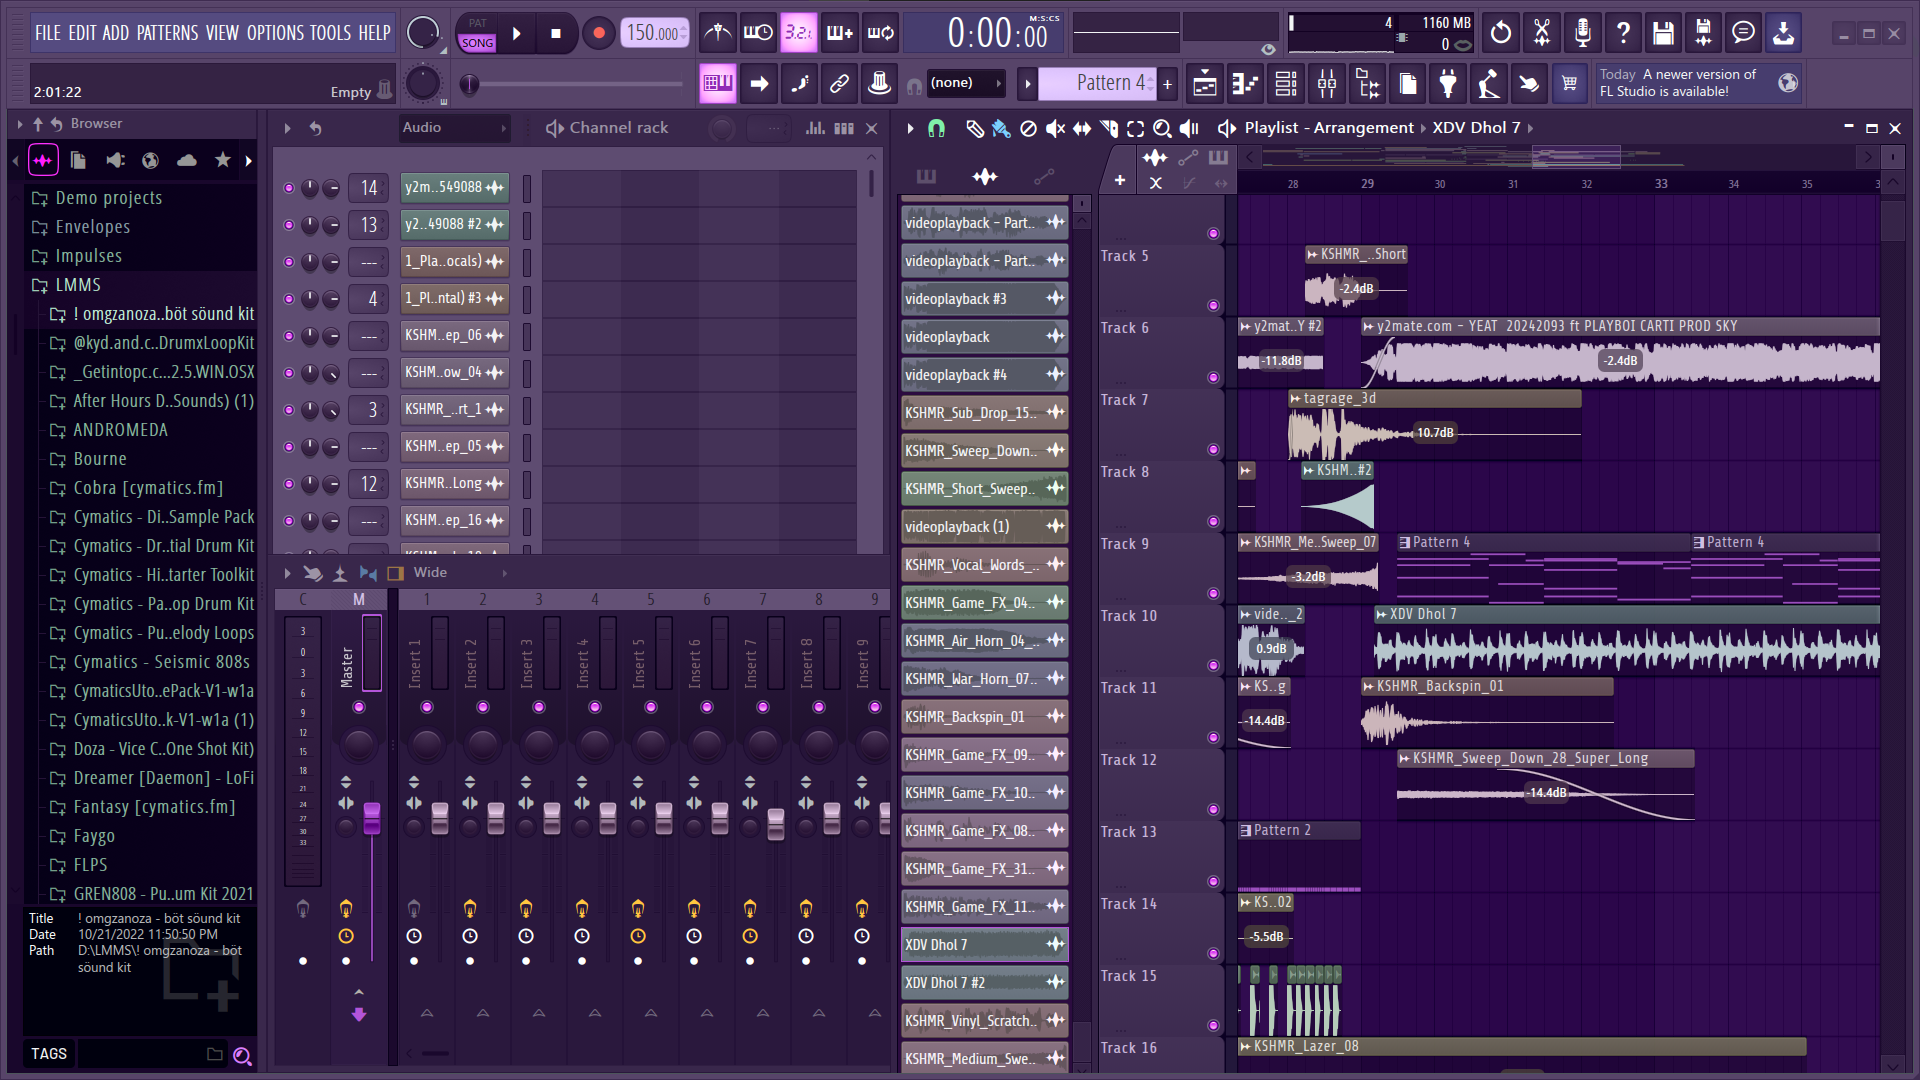 FILE EDIT ADD PATTERNS VIEW OPTIONS TOOLS HELP
PAT
SONG
150.000
3.2.
0:00:00
M:S:CS
4
1160 MB
0
2:01:22
Empty
(none)
Pattern 4
+
Today A newer version of
FL Studio is available!
Browser
Demo projects
Envelopes
Impulses
LMMS
! omgzanoza..böt söund kit
@kyd.and.c..DrumxLoopKit
_Getintopc.c...2.5.WIN.OSX
After Hours D..Sounds) (1)
ANDROMEDA
Bourne
Cobra [cymatics.fm]
Cymatics - Di..Sample Pack
Cymatics - Dr..tial Drum Kit
Cymatics - Hi..tarter Toolkit
Cymatics - Pa..op Drum Kit
Cymatics - Pu..elody Loops
Cymatics - Seismic 808s
CymaticsUto..ePack-V1-w1a
CymaticsUto..k-V1-w1a (1)
Doza - Vice C..One Shot Kit)
Dreamer [Daemon] - LoFi
Fantasy [cymatics.fm]
Faygo
FLPS
GREN808 - Pu..um Kit 2021
Title ! omgzanoza - böt söund kit
Date 10/21/2022 11:50:50 PM
Path D:\LMMS\! omgzanoza - böt
söund kit
TAGS
Audio
Channel rack
14 y2m..549088
13 y2..49088 #2
--- 1_Pla..ocals)
4 1_Pl..ntal) #3
--- KSHM..ep_06
--- KSHM..ow_04
3 KSHMR_..rt_1
--- KSHM..ep_05
12 KSHMR..Long
--- KSHM..ep_16
Wide
C M 1 2 3 4 5 6 7 8 9
3
0
3
6
9
12
15
18
21
24
27
30
33
Master
Insert 1
Insert 2
Insert 3
Insert 4
Insert 5
Insert 6
Insert 7
Insert 8
Insert 9
Playlist - Arrangement
XDV Dhol 7
videoplayback - Part..
videoplayback - Part..
videoplayback #3
videoplayback
videoplayback #4
KSHMR_Sub_Drop_15..
KSHMR_Sweep_Down..
KSHMR_Short_Sweep..
videoplayback (1)
KSHMR_Vocal_Words_..
KSHMR_Game_FX_04..
KSHMR_Air_Horn_04_..
KSHMR_War_Horn_07..
KSHMR_Backspin_01
KSHMR_Game_FX_09..
KSHMR_Game_FX_10..
KSHMR_Game_FX_08..
KSHMR_Game_FX_31..
KSHMR_Game_FX_11..
XDV Dhol 7
XDV Dhol 7 #2
KSHMR_Vinyl_Scratch..
KSHMR_Medium_Swe..
+
28 29 30 31 32 33 34 35
Track 5
KSHMR_..Short
-2.4dB
Track 6
y2mat..Y #2
-11.8dB
y2mate.com - YEAT 20242093 ft PLAYBOI CARTI PROD SKY
-2.4dB
Track 7
tagrage_3d
10.7dB
Track 8
KSHM..#2
Track 9
KSHMR_Me..Sweep_07
-3.2dB
Pattern 4
Pattern 4
Track 10
vide.._2
0.9dB
XDV Dhol 7
Track 11
KS..g
-14.4dB
KSHMR_Backspin_01
Track 12
KSHMR_Sweep_Down_28_Super_Long
-14.4dB
Track 13
Pattern 2
Track 14
KS..02
-5.5dB
Track 15
Track 16
KSHMR_Lazer_08